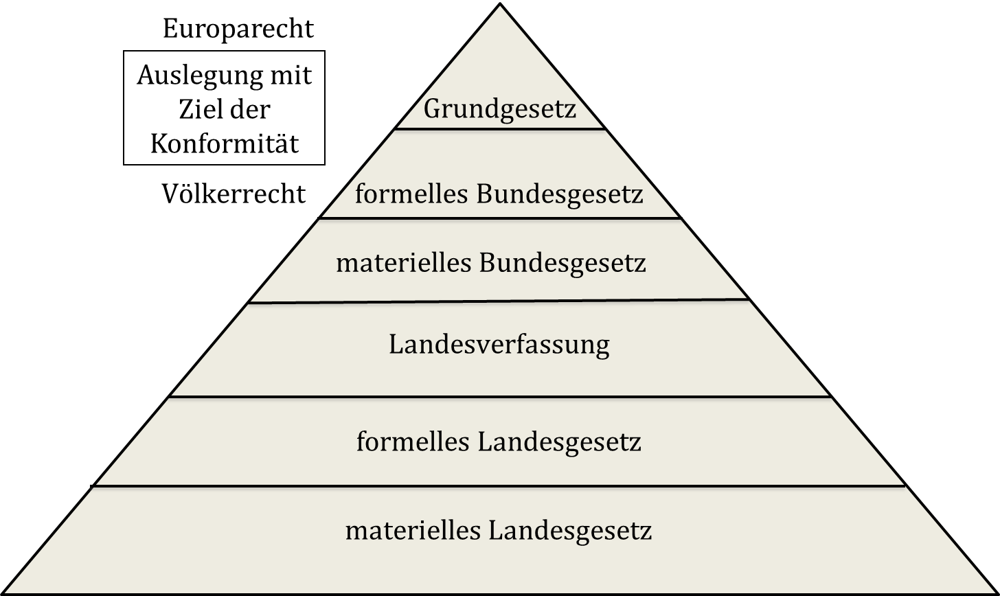 Europarecht
Auslegung mit
Ziel der
Konformität
Völkerrecht
Grundgesetz
formelles Bundesgesetz
materielles Bundesgesetz
Landesverfassung
formelles Landesgesetz
materielles Landesgesetz